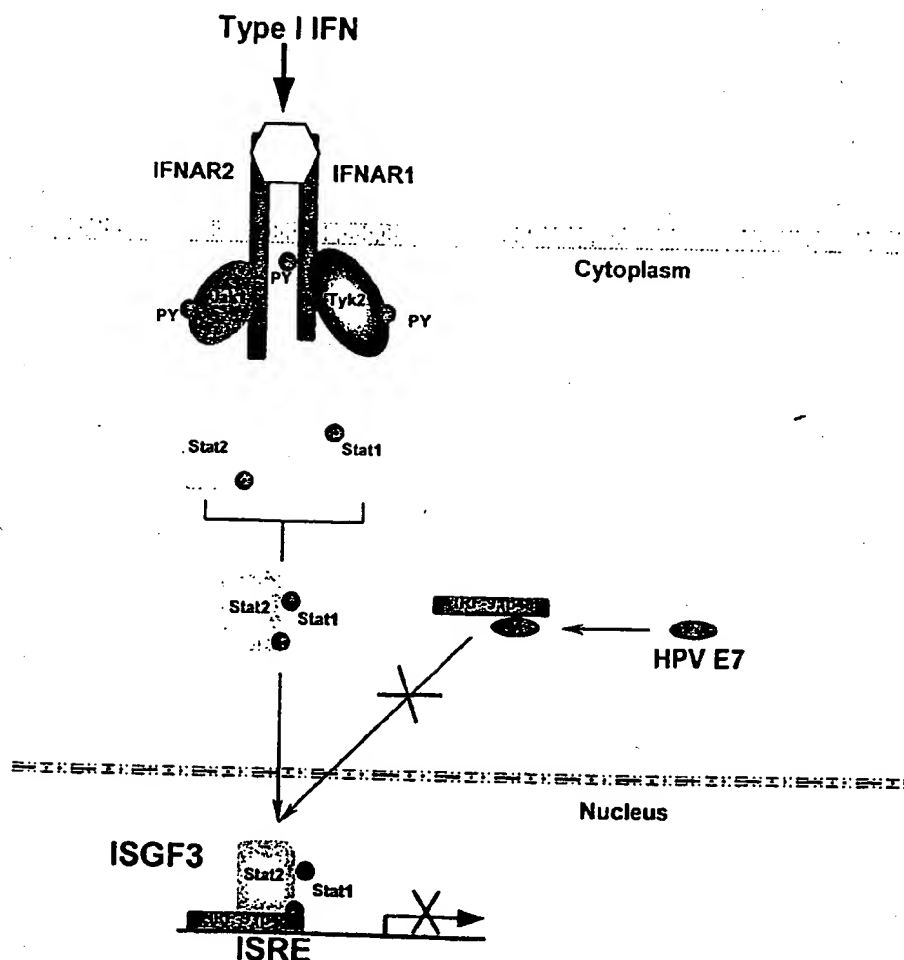 Type I IFN
IFNAR2
IFNAR1
Cytoplasm
PY
Jak1
Tyk2
PY
PY
Stat2
Stat1
Stat2
Stat1
HPV E7
Nucleus
ISGF3
Stat2
Stat1
ISRE